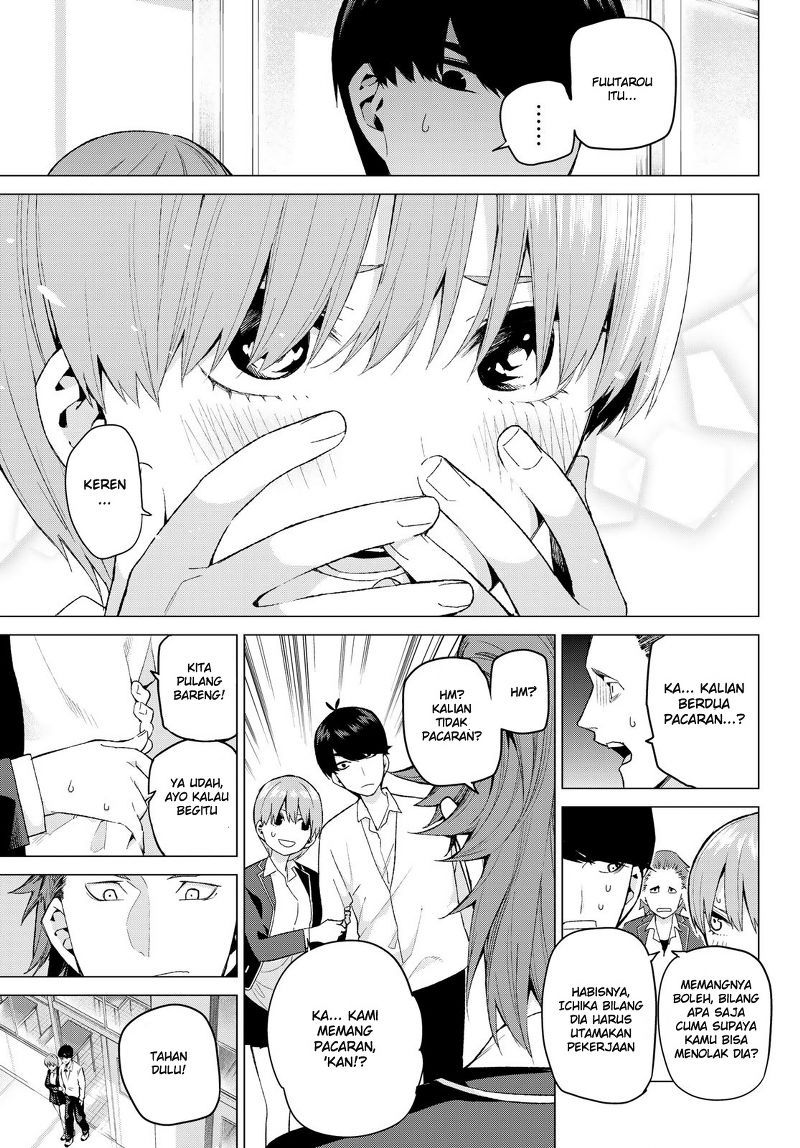 FUUTAROU
ITU...
......
KEREN
...
KA... KALIAN
BERDUA
PACARAN...?
HM?
HM?
KALIAN
TIDAK
PACARAN?
KA... KAMI
MEMANG
PACARAN,
'KAN!?
MEMANGNYA
BOLEH, BILANG
APA SAJA
CUMA SUPAYA
KAMU BISA
MENOLAK DIA?
HABISNYA,
ICHIKA BILANG
DIA HARUS
UTAMAKAN
PEKERJAAN
KITA
PULANG
BARENG!
YA UDAH,
AYO KALAU
BEGITU
TAHAN
DULU!